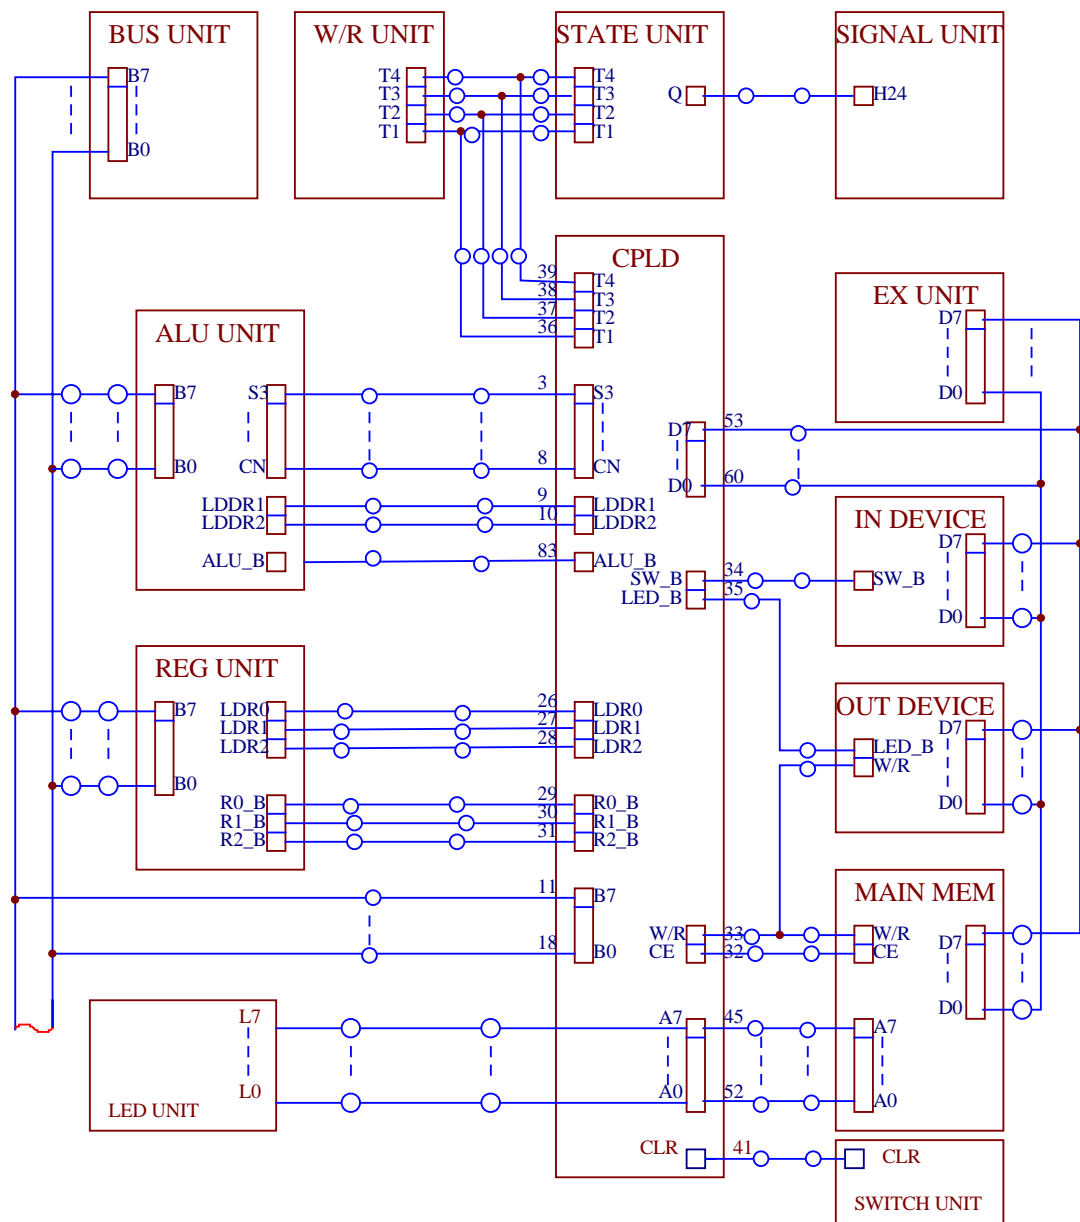 BUS UNIT
B7
B0
W/R UNIT
T4
T3
T2
T1
STATE UNIT
T4
T3
T2
T1
Q
SIGNAL UNIT
H24
CPLD
39
38
37
36
T4
T3
T2
T1
EX UNIT
D7
D0
ALU UNIT
B7
B0
S3
CN
LDDR1
LDDR2
ALU_B
3
8
9
10
83
S3
CN
LDDR1
LDDR2
ALU_B
D7
D0
53
60
SW_B
LED_B
34
35
IN DEVICE
SW_B
D7
D0
REG UNIT
B7
B0
LDR0
LDR1
LDR2
R0_B
R1_B
R2_B
26
27
28
29
30
31
LDR0
LDR1
LDR2
R0_B
R1_B
R2_B
OUT DEVICE
LED_B
W/R
D7
D0
11
18
B7
B0
W/R
CE
33
32
MAIN MEM
W/R
CE
D7
D0
L7
L0
LED UNIT
A7
A0
45
52
A7
A0
CLR
41
CLR
SWITCH UNIT